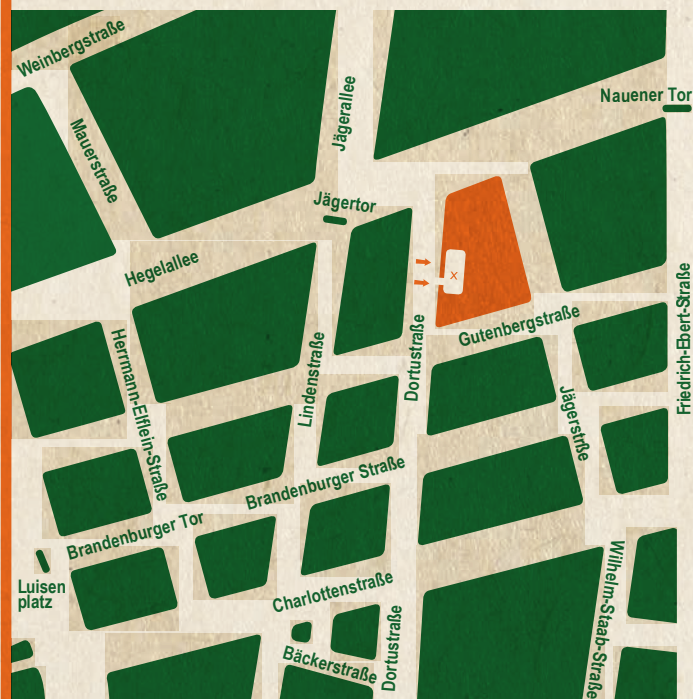 Weinbergstraße
Nauener Tor
Jägerallee
Mauerstraße
Jägertor
Hegelallee
x
Friedrich-Ebert-Straße
Gutenbergstraße
Dortustraße
Herrmann-Elflein-Straße
Lindenstraße
Jägerstrße
Brandenburger Straße
Brandenburger Tor
Wilhelm-Staab-Straße
Luisen
platz
Charlottenstraße
Dortustraße
Bäckerstraße